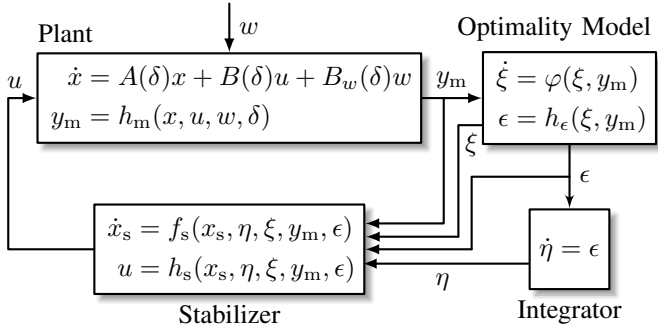 Plant
w
Optimality Model
u
ẋ = A(δ)x + B(δ)u + B_w(δ)w
y_m = h_m(x, u, w, δ)
y_m
ξ̇ = φ(ξ, y_m)
ϵ = h_ϵ(ξ, y_m)
ξ
ϵ
ẋ_s = f_s(x_s, η, ξ, y_m, ϵ)
u = h_s(x_s, η, ξ, y_m, ϵ)
η̇ = ϵ
η
Stabilizer
Integrator